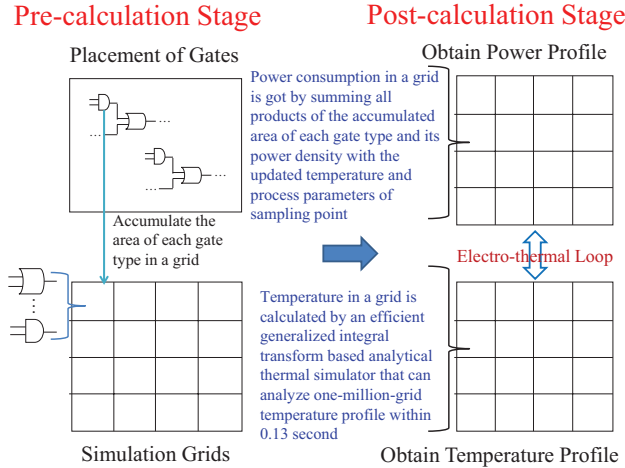 Pre-calculation Stage
Placement of Gates
...
...
...
...
Accumulate the
area of each gate
type in a grid
...
Simulation Grids
Power consumption in a grid
is got by summing all
products of the accumulated
area of each gate type and its
power density with the
updated temperature and
process parameters of
sampling point
Temperature in a grid is
calculated by an efficient
generalized integral
transform based analytical
thermal simulator that can
analyze one-million-grid
temperature profile within
0.13 second
Post-calculation Stage
Obtain Power Profile
Electro-thermal Loop
Obtain Temperature Profile